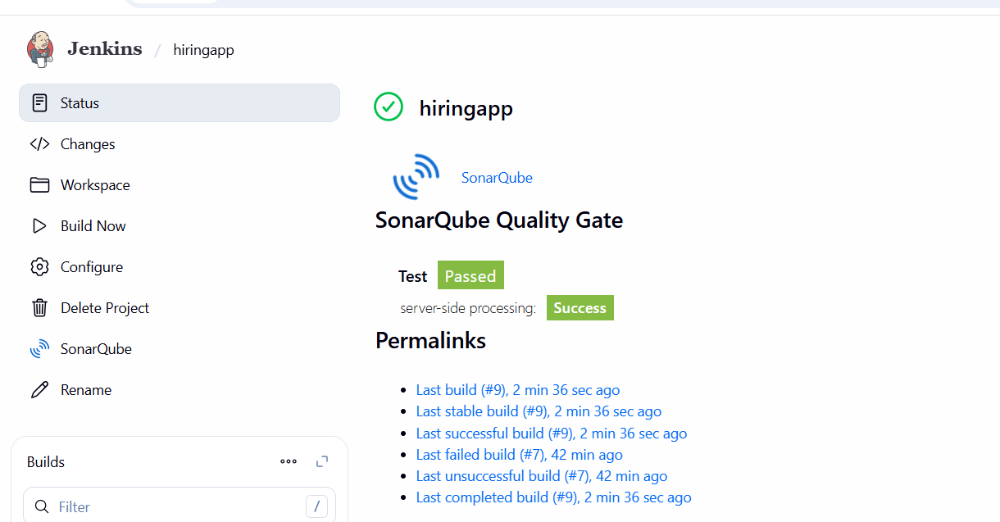 Jenkins / hiringapp
Status
Changes
Workspace
Build Now
Configure
Delete Project
SonarQube
Rename
Builds
Filter /
hiringapp
SonarQube
SonarQube Quality Gate
Test Passed
server-side processing: Success
Permalinks
Last build (#9), 2 min 36 sec ago
Last stable build (#9), 2 min 36 sec ago
Last successful build (#9), 2 min 36 sec ago
Last failed build (#7), 42 min ago
Last unsuccessful build (#7), 42 min ago
Last completed build (#9), 2 min 36 sec ago